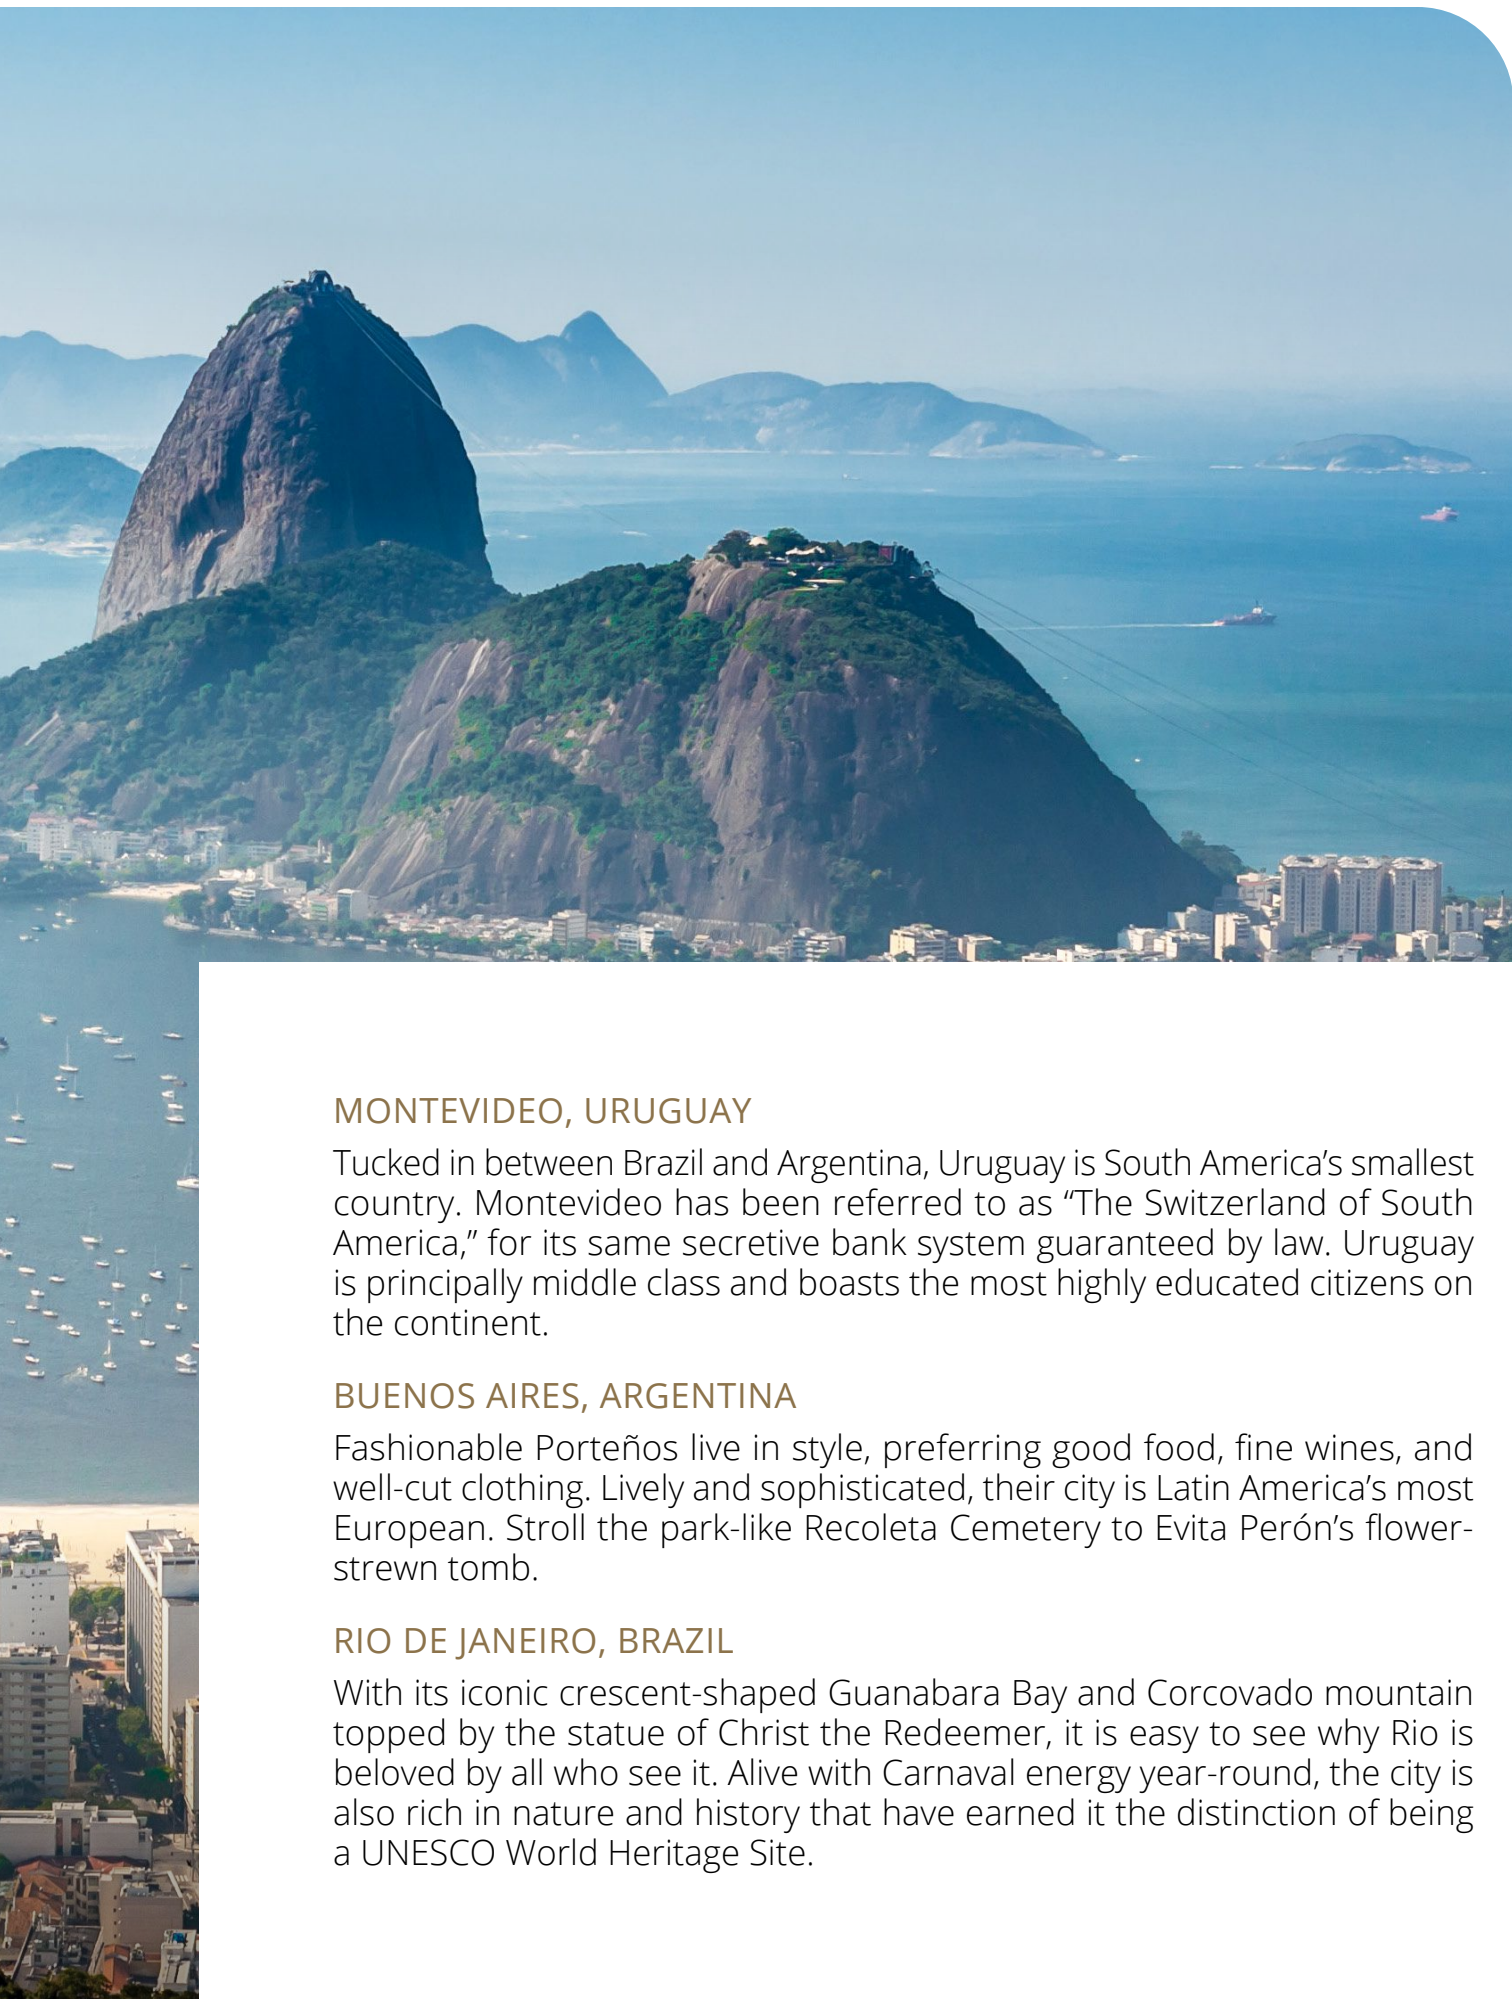 MONTEVIDEO, URUGUAY
Tucked in between Brazil and Argentina, Uruguay is South America’s smallest
country. Montevideo has been referred to as “The Switzerland of South
America,” for its same secretive bank system guaranteed by law. Uruguay
is principally middle class and boasts the most highly educated citizens on
the continent.
BUENOS AIRES, ARGENTINA
Fashionable Porteños live in style, preferring good food, fine wines, and
well-cut clothing. Lively and sophisticated, their city is Latin America’s most
European. Stroll the park-like Recoleta Cemetery to Evita Perón’s flower-
strewn tomb.
RIO DE JANEIRO, BRAZIL
With its iconic crescent-shaped Guanabara Bay and Corcovado mountain
topped by the statue of Christ the Redeemer, it is easy to see why Rio is
beloved by all who see it. Alive with Carnaval energy year-round, the city is
also rich in nature and history that have earned it the distinction of being
a UNESCO World Heritage Site.